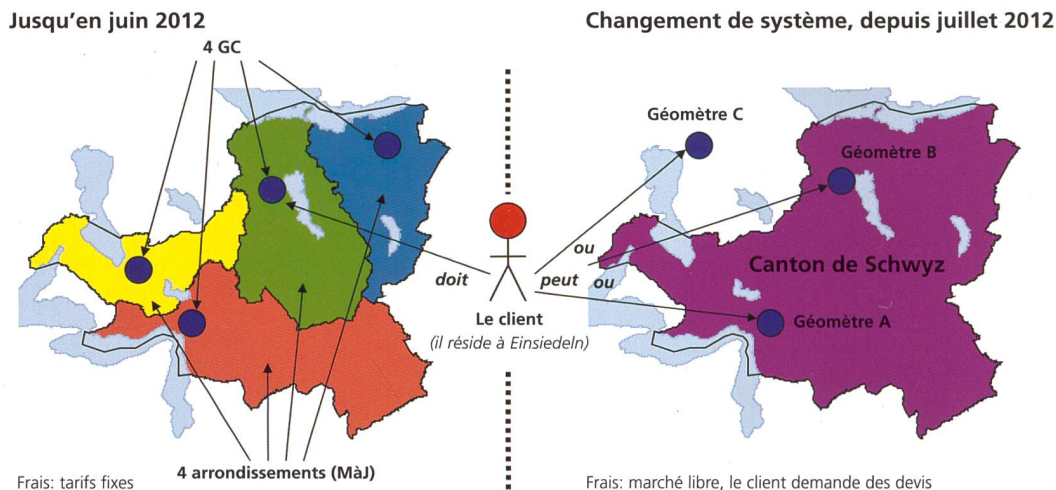 Jusqu'en juin 2012
4 GC
4 arrondissements (MàJ)
Frais: tarifs fixes
doit
Le client
(il réside à Einsiedeln)
peut
ou
ou
Changement de système, depuis juillet 2012
Géomètre C
Géomètre B
Canton de Schwyz
Géomètre A
Frais: marché libre, le client demande des devis